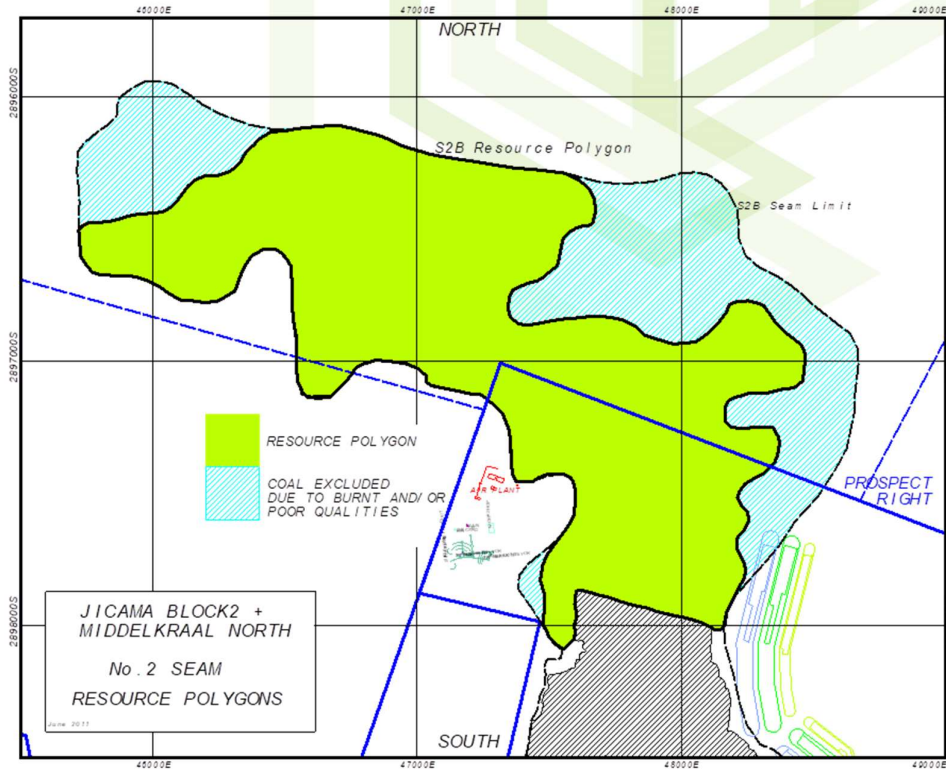 46000E 47000E 48000E 49000E
NORTH
2896000S
S2B Resource Polygon
S2B Seam Limit
2897000S
RESOURCE POLYGON
COAL EXCLUDED
DUE TO BURNT AND/OR
POOR QUALITIES
PROSPECT
RIGHT
2898000S
JICAMA BLOCK2 +
MIDDELKRAAL NORTH
No.2 SEAM
RESOURCE POLYGONS
June 2011
SOUTH
46000E 47000E 48000E 49000E